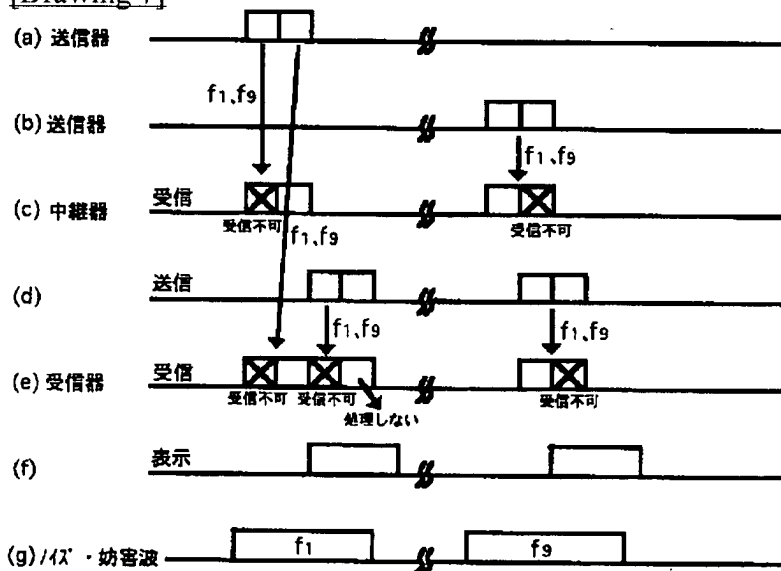 [Drawing 7]
(a) 送信器
f1、f9
(b) 送信器
f1、f9
(c) 中継器 受信
受信不可
f1、f9
受信不可
(d) 送信
f1、f9
f1、f9
(e) 受信器 受信
受信不可 受信不可
処理しない
受信不可
(f) 表示
(g) ノイズ・妨害波
f1
f9